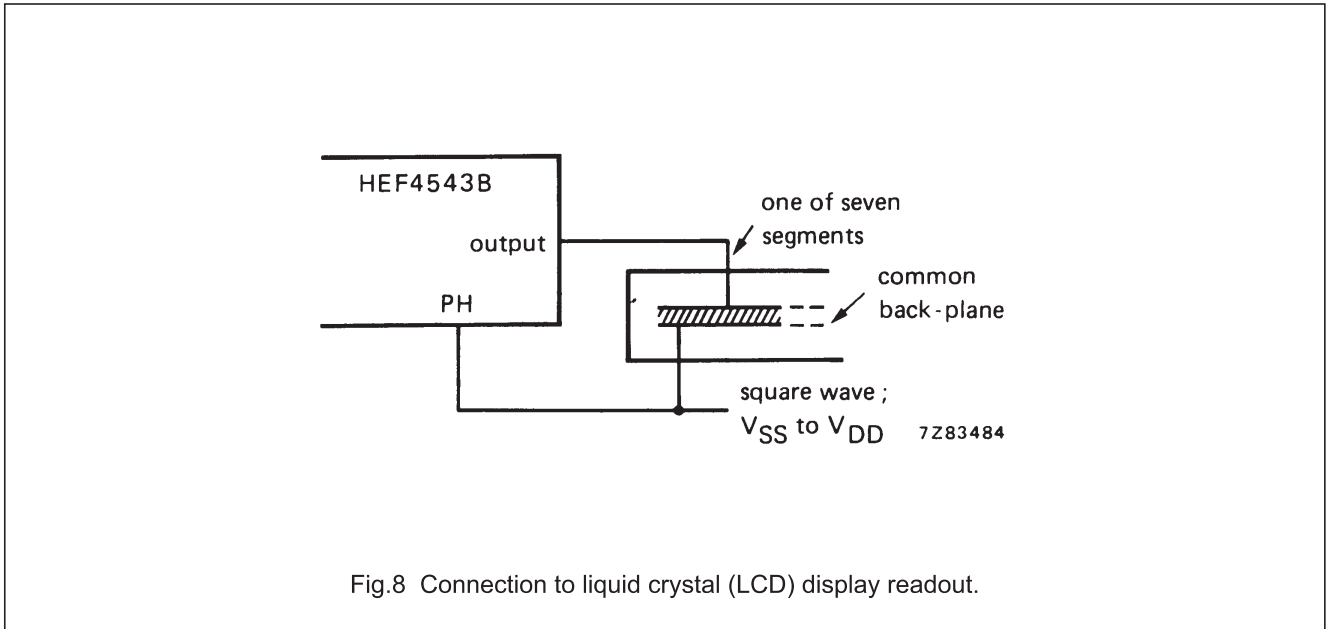 HEF4543B
output
PH
one of seven
segments
common
back-plane
square wave;
VSS to VDD
7Z83484
Fig.8 Connection to liquid crystal (LCD) display readout.